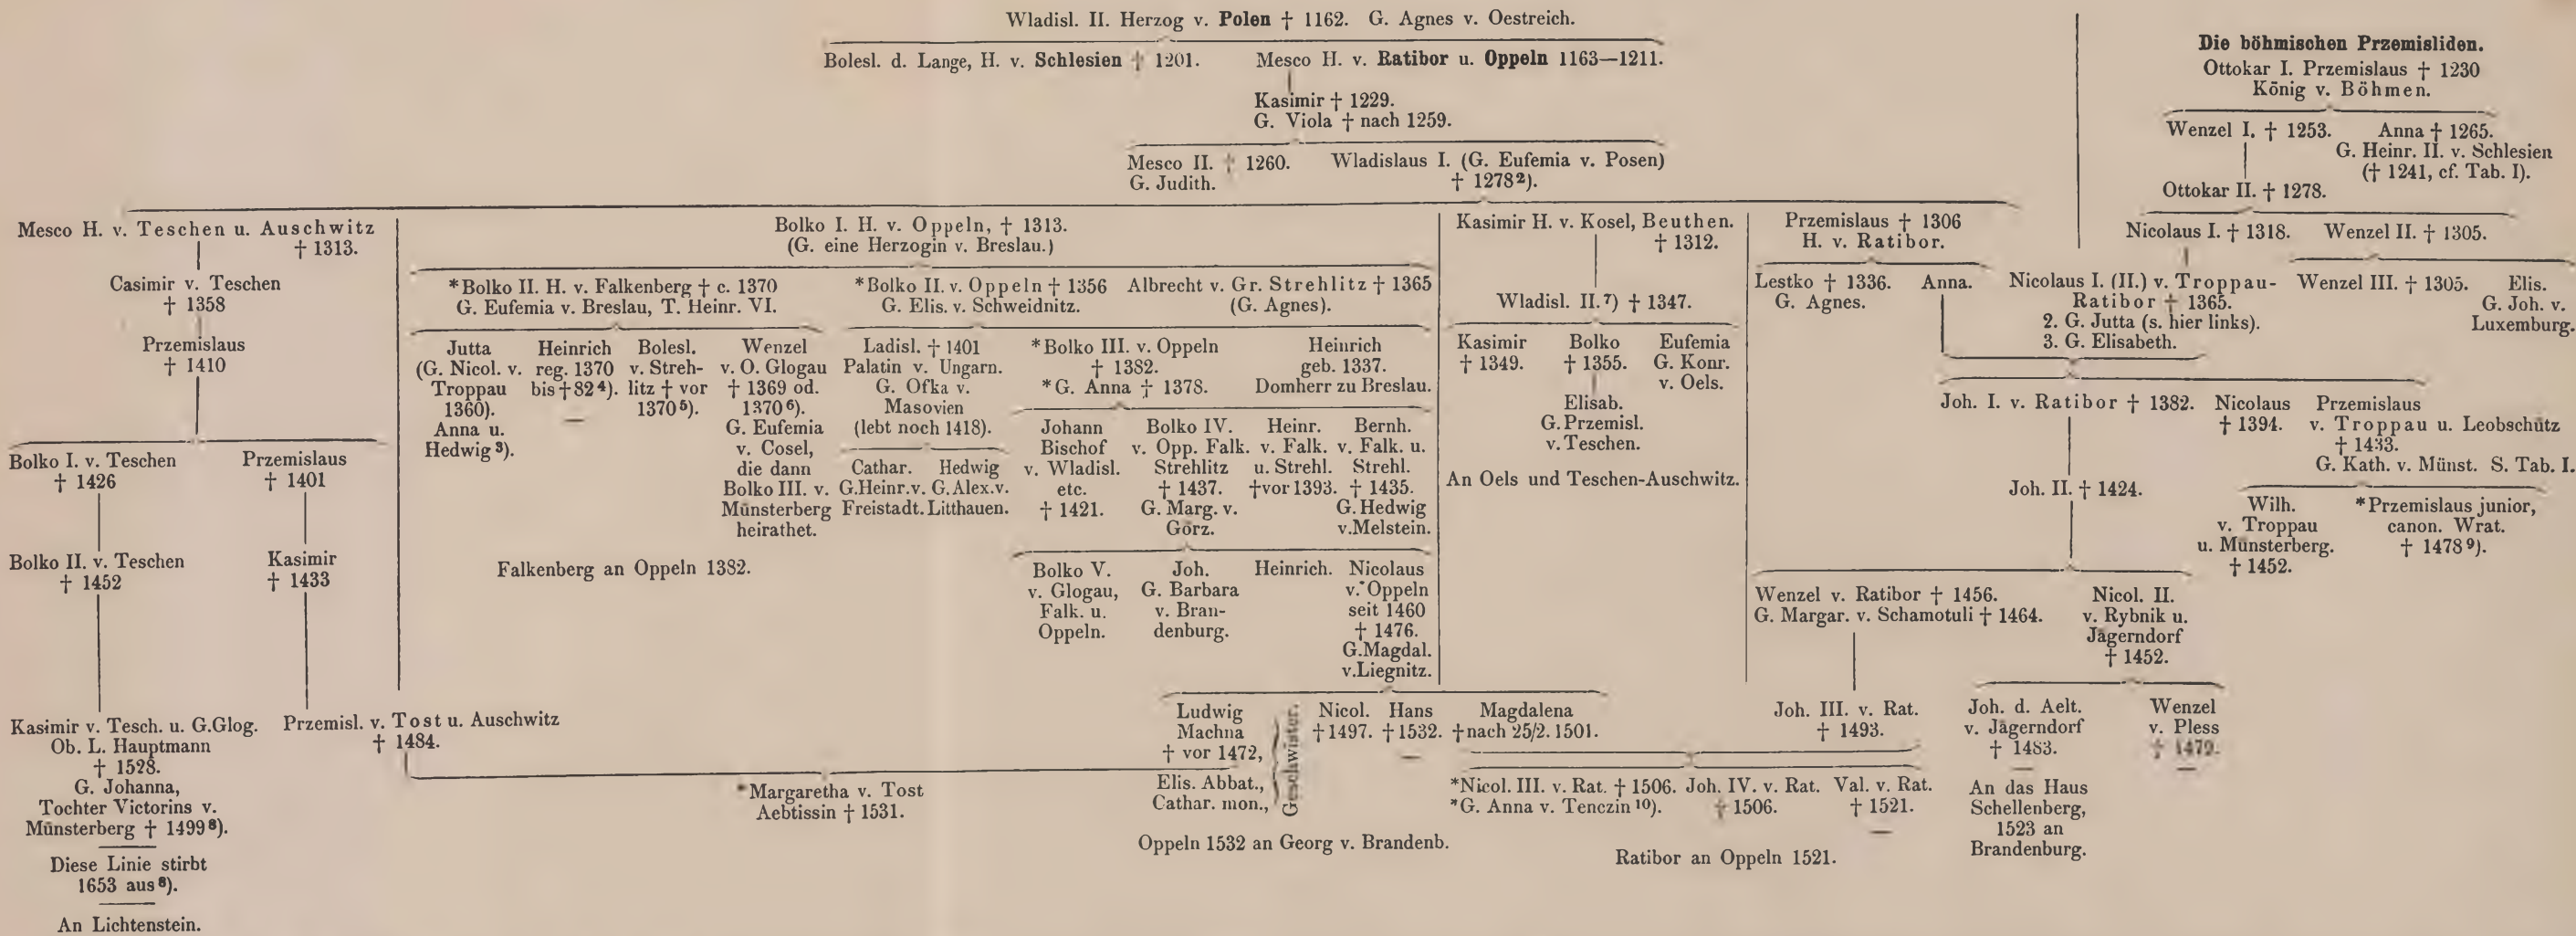 Wladisl. II. Herzog v. Polen † 1162. G. Agnes v. Oestreich.
Bolesl. d. Lange, H. v. Schlesien † 1201.
Mesco H. v. Ratibor u. Oppeln 1163—1211.
Kasimir † 1229.
G. Viola † nach 1259.
Mesco II. † 1260.
G. Judith.
Wladislaus I. (G. Eufemia v. Posen)
† 1278²).
Die böhmischen Przemisliden.
Ottokar I. Przemislaus † 1230
König v. Böhmen.
Wenzel I. † 1253.
Anna † 1265.
G. Heinr. II. v. Schlesien
(† 1241, cf. Tab. I).
Ottokar II. † 1278.
Nicolaus I. † 1318.
Wenzel II. † 1305.
Mesco H. v. Teschen u. Auschwitz
† 1313.
Casimir v. Teschen
† 1358
Przemislaus
† 1410
Bolko I. v. Teschen
† 1426
Przemislaus
† 1401
Bolko II. v. Teschen
† 1452
Kasimir
† 1433
Kasimir v. Tesch. u. G.Glog.
Ob. L. Hauptmann
† 1528.
G. Johanna,
Tochter Victorins v.
Münsterberg † 1499⁸).
Diese Linie stirbt
1653 aus⁸).
An Lichtenstein.
Przemisl. v. Tost u. Auschwitz
† 1484.
Bolko I. H. v. Oppeln, † 1313.
(G. eine Herzogin v. Breslau.)
*Bolko II. H. v. Falkenberg † c. 1370
G. Eufemia v. Breslau, T. Heinr. VI.
*Bolko II. v. Oppeln † 1356
G. Elis. v. Schweidnitz.
Albrecht v. Gr. Strehlitz † 1365
(G. Agnes).
Jutta
(G. Nicol. v.
Troppau
1360).
Anna u.
Hedwig³).
Heinrich
reg. 1370
bis † 82⁴).
Bolesl.
v. Streh-
litz † vor
1370⁵).
Wenzel
v. O. Glogau
† 1369 od.
1370⁶).
G. Eufemia
v. Cosel,
die dann
Bolko III. v.
Münsterberg
heirathet.
Falkenberg an Oppeln 1382.
Ladisl. † 1401
Palatin v. Ungarn.
G. Ofka v.
Masovien
(lebt noch 1418).
Cathar.
G.Heinr.v.
Freistadt.
Hedwig
G.Alex.v.
Litthauen.
*Bolko III. v. Oppeln
† 1382.
*G. Anna † 1378.
Heinrich
geb. 1337.
Domherr zu Breslau.
Johann
Bischof
v. Wladisl.
etc.
† 1421.
Bolko IV.
v. Opp. Falk.
Strehlitz
† 1437.
G. Marg. v.
Görz.
Heinr.
v. Falk.
u. Strehl.
†vor 1393.
Bernh.
v. Falk. u.
Strehl.
† 1435.
G. Hedwig
v.Melstein.
Bolko V.
v. Glogau,
Falk. u.
Oppeln.
Joh.
G. Barbara
v. Bran-
denburg.
Heinrich.
Nicolaus
v. Oppeln
seit 1460
† 1476.
G.Magdal.
v.Liegnitz.
Ludwig
Machna
† vor 1472,
Elis. Abbat.,
Cathar. mon.,
Geschwister.
Nicol.
† 1497.
Hans
† 1532.
Magdalena
† nach 25/2. 1501.
*Margaretha v. Tost
Aebtissin † 1531.
Oppeln 1532 an Georg v. Brandenb.
Kasimir H. v. Kosel, Beuthen.
† 1312.
Wladisl. II.⁷) † 1347.
Kasimir
† 1349.
Bolko
† 1355.
Eufemia
G. Konr.
v. Oels.
Elisab.
G.Przemisl.
v. Teschen.
An Oels und Teschen-Auschwitz.
Przemislaus † 1306
H. v. Ratibor.
Lestko † 1336.
G. Agnes.
Anna.
Nicolaus I. (II.) v. Troppau-
Ratibor † 1365.
2. G. Jutta (s. hier links).
3. G. Elisabeth.
Wenzel III. † 1305.
Elis.
G. Joh. v.
Luxemburg.
Joh. I. v. Ratibor † 1382.
Nicolaus
† 1394.
Przemislaus
v. Troppau u. Leobschütz
† 1433.
G. Kath. v. Münst. S. Tab. I.
Joh. II. † 1424.
Wilh.
v. Troppau
u. Münsterberg.
† 1452.
*Przemislaus junior,
canon. Wrat.
† 1478⁹).
Wenzel v. Ratibor † 1456.
G. Margar. v. Schamotuli † 1464.
Nicol. II.
v. Rybnik u.
Jägerndorf
† 1452.
Joh. III. v. Rat.
† 1493.
Joh. d. Aelt.
v. Jägerndorf
† 1483.
Wenzel
v. Pless
† 1479.
*Nicol. III. v. Rat. † 1506.
*G. Anna v. Tenczin¹⁰).
Joh. IV. v. Rat.
† 1506.
Val. v. Rat.
† 1521.
An das Haus
Schellenberg,
1523 an
Brandenburg.
Ratibor an Oppeln 1521.